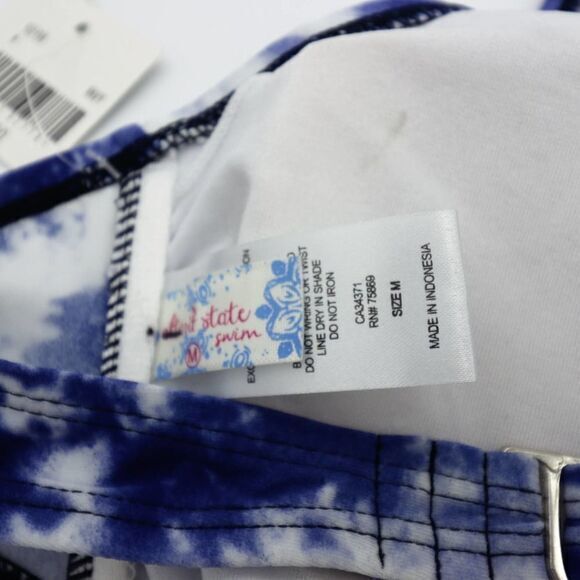 state
swim
M
DO NOT WRING OR TWIST
LINE DRY IN SHADE
DO NOT IRON
CA34371
RN# 75869
SIZE M
MADE IN INDONESIA